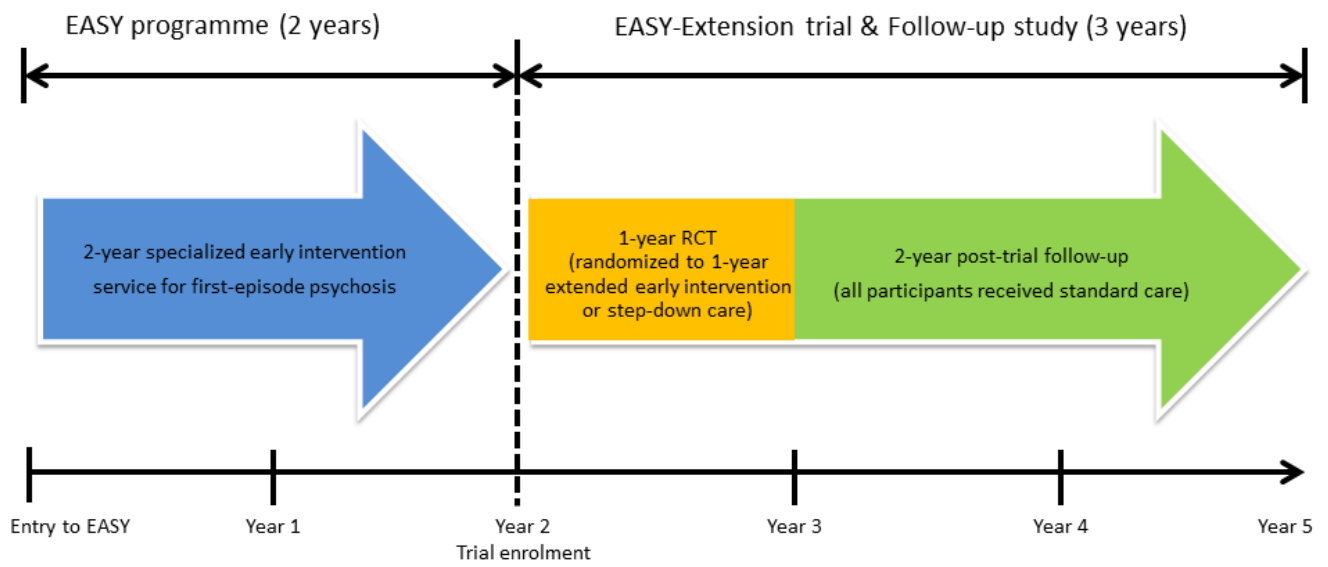 EASY programme (2 years)
EASY-Extension trial & Follow-up study (3 years)
2-year specialized early intervention
service for first-episode psychosis
1-year RCT
(randomized to 1-year
extended early intervention
or step-down care)
2-year post-trial follow-up
(all participants received standard care)
Entry to EASY
Year 1
Year 2
Trial enrolment
Year 3
Year 4
Year 5